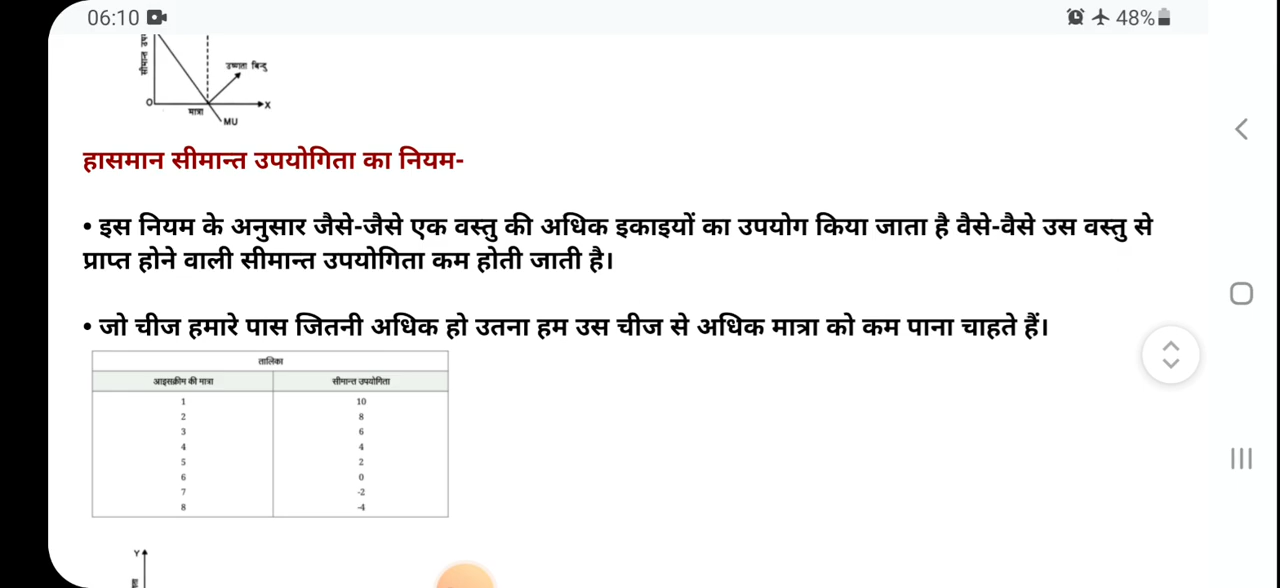 06:10
48%
सीमान्त
उष्णता बिन्दु
O
X
मात्रा
MU
हासमान सीमान्त उपयोगिता का नियम-
• इस नियम के अनुसार जैसे-जैसे एक वस्तु की अधिक इकाइयों का उपयोग किया जाता है वैसे-वैसे उस वस्तु से
प्राप्त होने वाली सीमान्त उपयोगिता कम होती जाती है।
• जो चीज हमारे पास जितनी अधिक हो उतना हम उस चीज से अधिक मात्रा को कम पाना चाहते हैं।
तालिका
आइसक्रीम की मात्रा सीमान्त उपयोगिता
1 10
2 8
3 6
4 4
5 2
6 0
7 -2
8 -4
Y